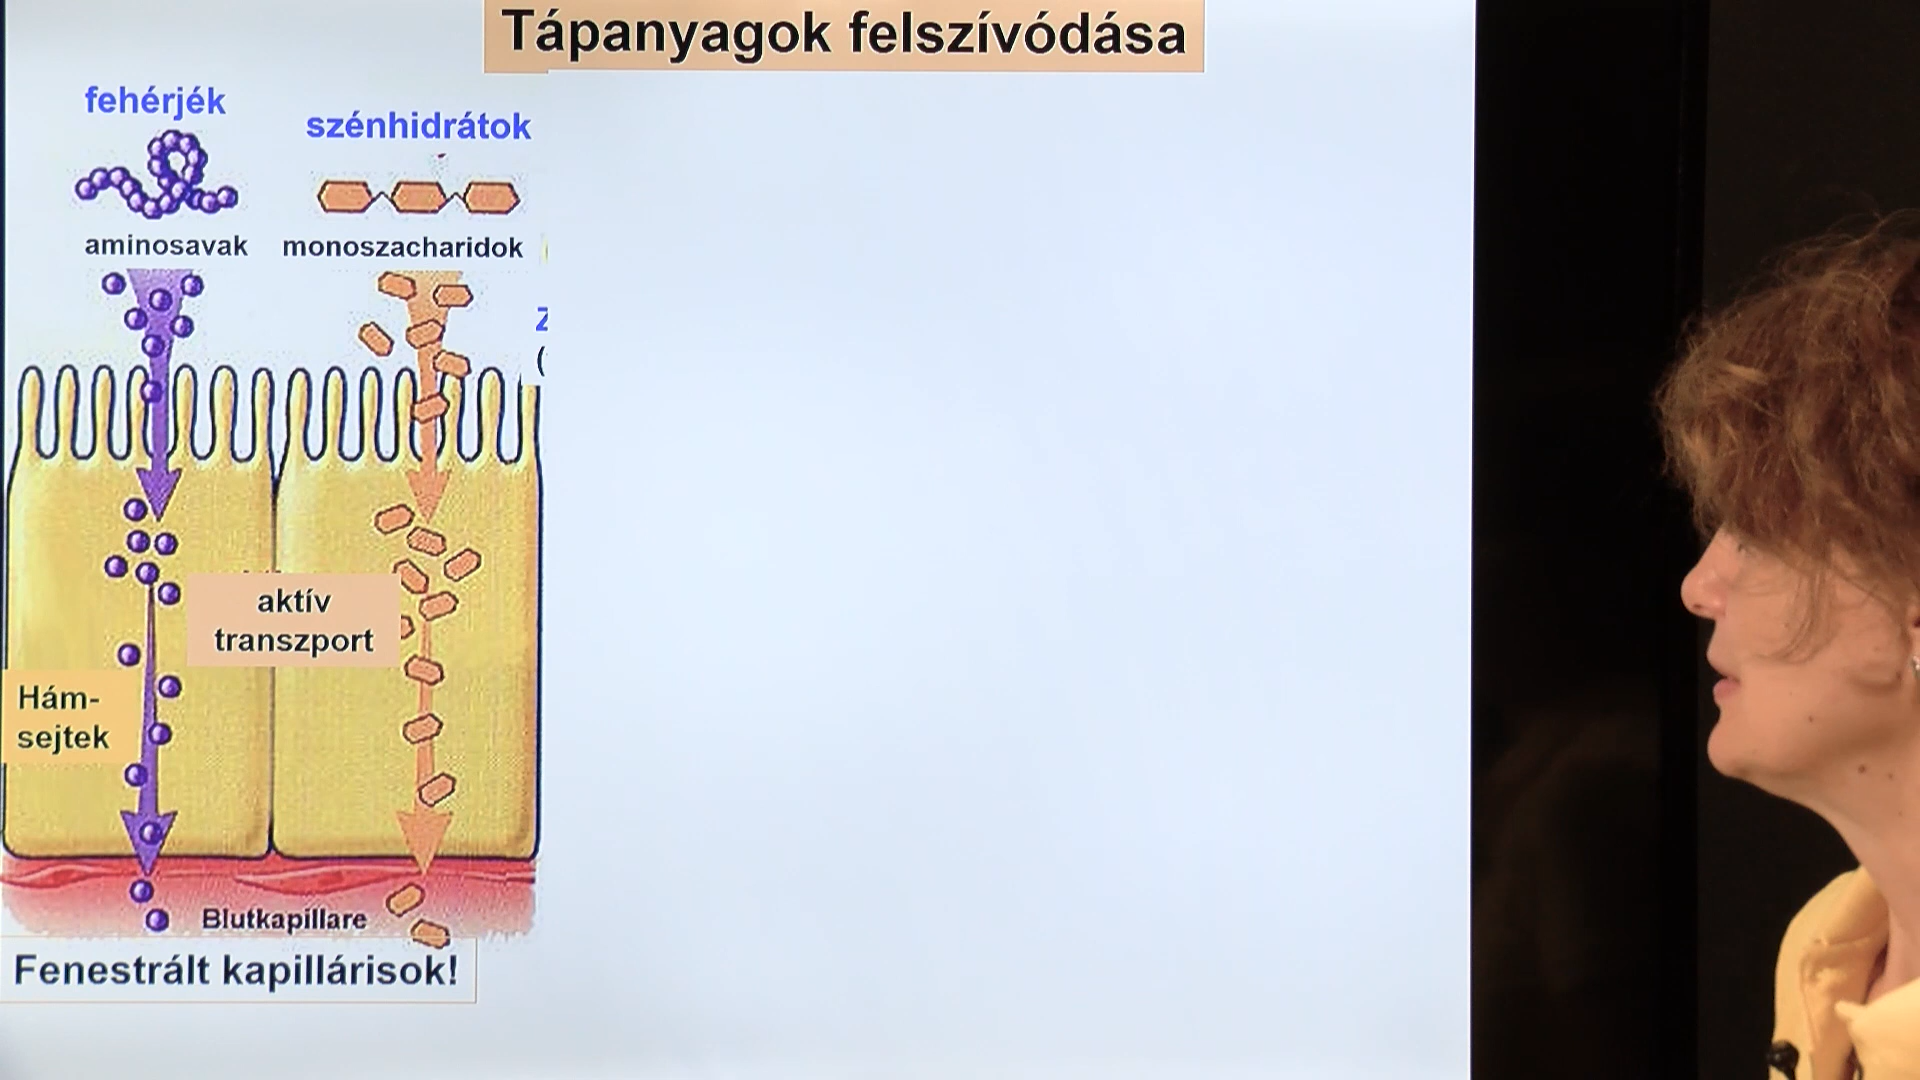 Tápanyagok felszívódása
fehérjék
szénhidrátok
aminosavak
monoszacharidok
aktív
transzport
Hám-
sejtek
Blutkapillare
Fenestrált kapillárisok!